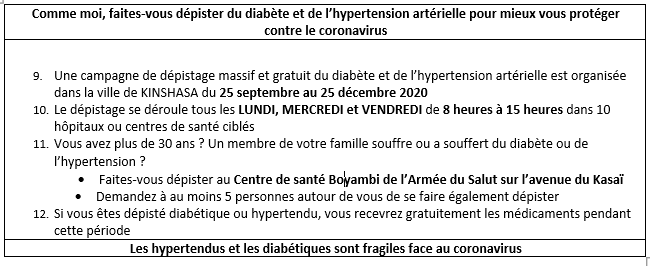 Comme moi, faites-vous dépister du diabète et de l’hypertension artérielle pour mieux vous protéger
contre le coronavirus
9. Une campagne de dépistage massif et gratuit du diabète et de l’hypertension artérielle est organisée
dans la ville de KINSHASA du 25 septembre au 25 décembre 2020
10. Le dépistage se déroule tous les LUNDI, MERCREDI et VENDREDI de 8 heures à 15 heures dans 10
hôpitaux ou centres de santé ciblés
11. Vous avez plus de 30 ans ? Un membre de votre famille souffre ou a souffert du diabète ou de
l’hypertension ?
• Faites-vous dépister au Centre de santé Boyambi de l’Armée du Salut sur l’avenue du Kasaï
• Demandez à au moins 5 personnes autour de vous de se faire également dépister
12. Si vous êtes dépisté diabétique ou hypertendu, vous recevrez gratuitement les médicaments pendant
cette période
Les hypertendus et les diabétiques sont fragiles face au coronavirus